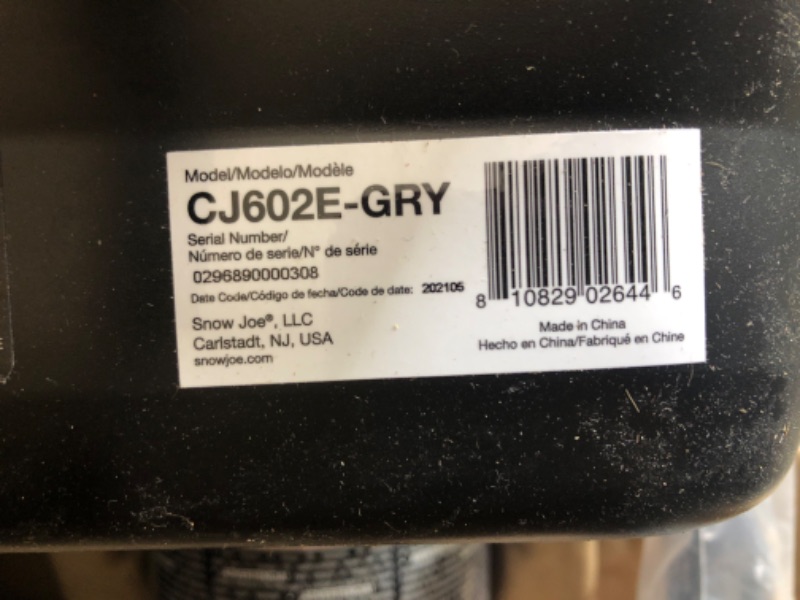 Model/Modelo/Modèle
CJ602E-GRY
Serial Number/
Número de serie/N° de série
0296890000308
Date Code/Código de fecha/Code de date: 202105
Snow Joe®, LLC
Carlstadt, NJ, USA
snowjoe.com
8 10829 02644 6
Made in China
Hecho en China/Fabriqué en Chine